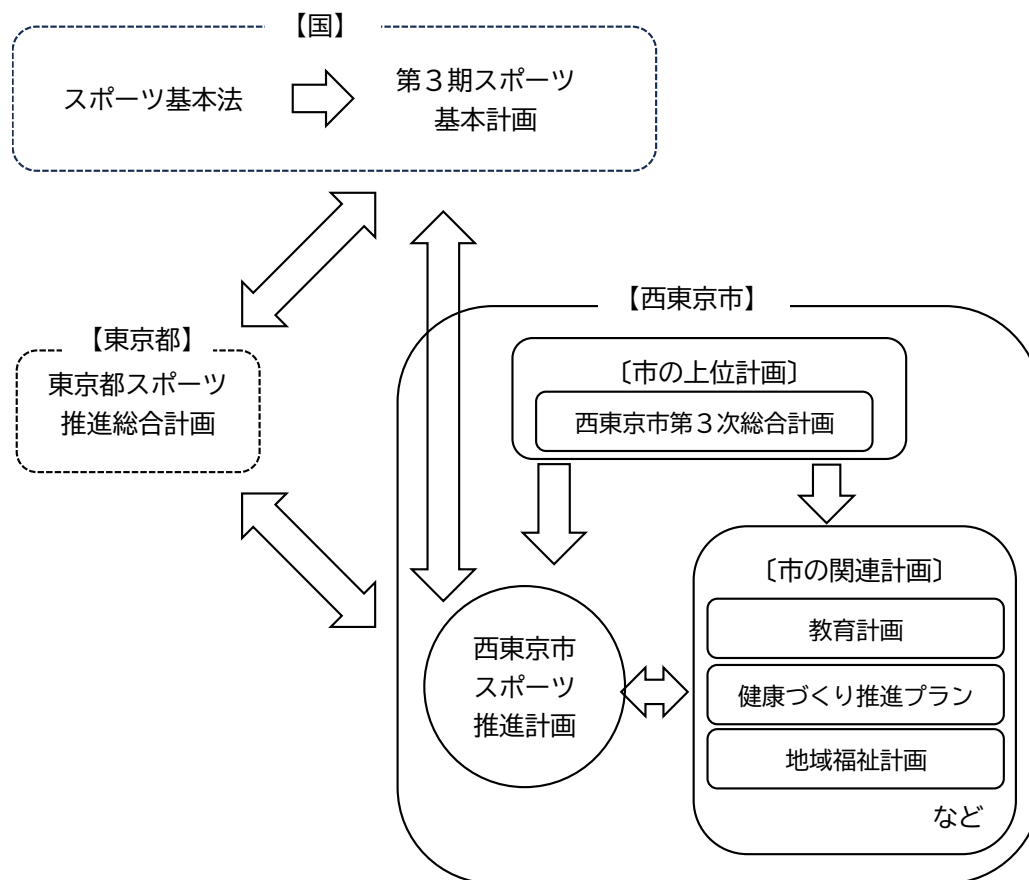 【国】
スポーツ基本法
第３期スポーツ
基本計画
【東京都】
東京都スポーツ
推進総合計画
【西東京市】
〔市の上位計画〕
西東京市第３次総合計画
西東京市
スポーツ
推進計画
〔市の関連計画〕
教育計画
健康づくり推進プラン
地域福祉計画
など